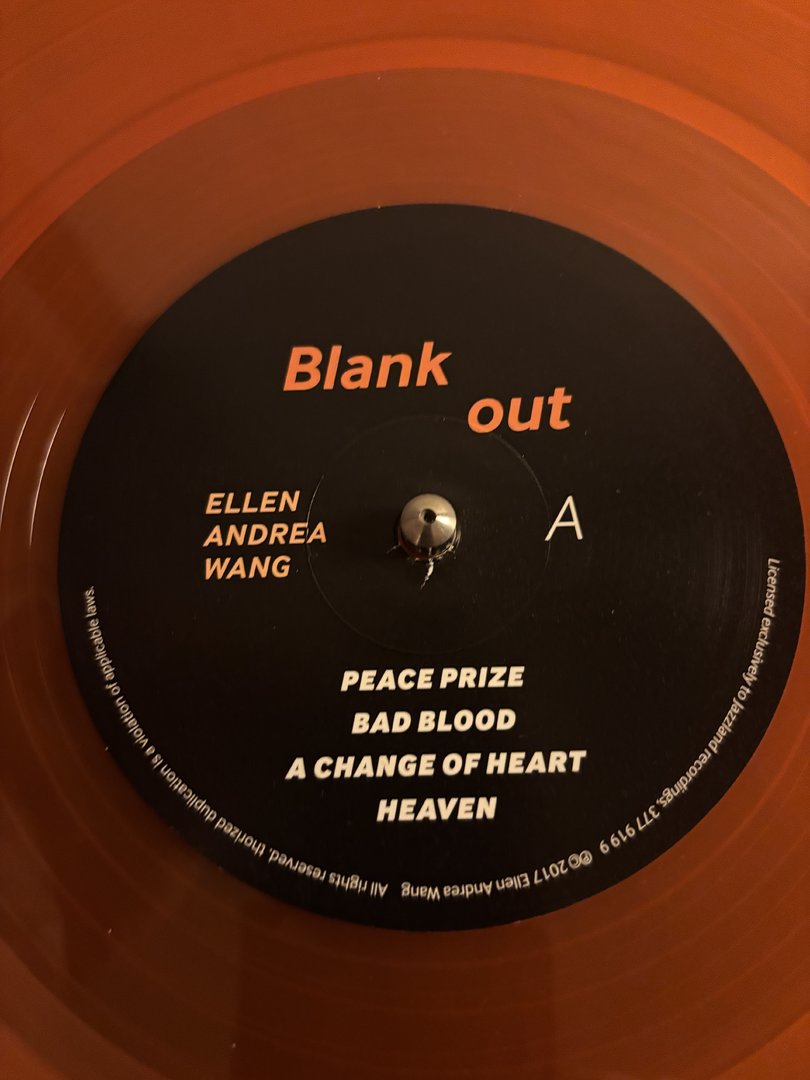 Blank
out
ELLEN
ANDREA
WANG
A
PEACE PRIZE
BAD BLOOD
A CHANGE OF HEART
HEAVEN
Licensed exclusively to Jazzland recordings. 377 919 9 ℗© 2017 Ellen Andrea Wang All rights reserved. thorized duplication is a violation of applicable laws.